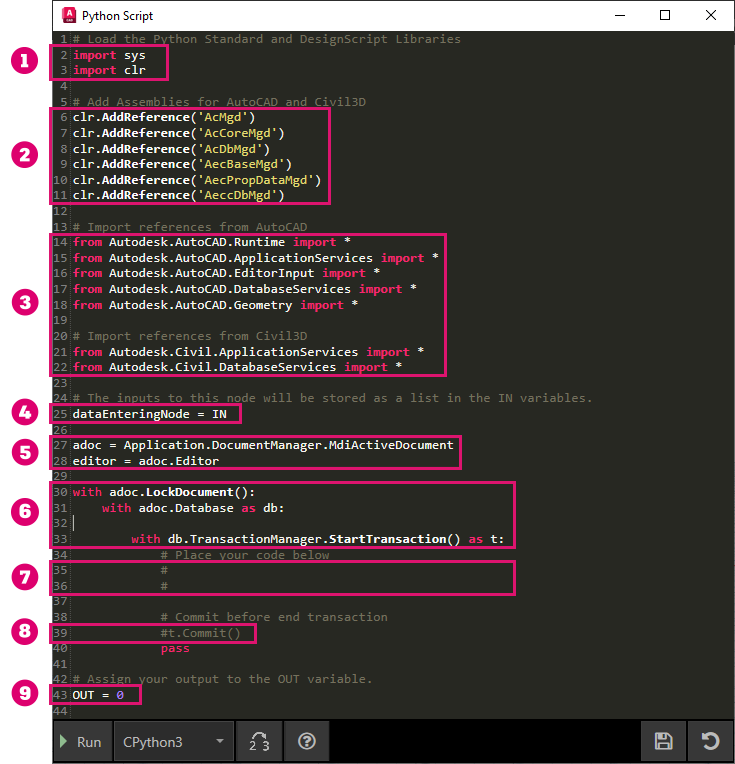 Python Script
1 # Load the Python Standard and DesignScript Libraries
1 2 import sys
3 import clr
4
5 # Add Assemblies for AutoCAD and Civil3D
6 clr.AddReference('AcMgd')
7 clr.AddReference('AcCoreMgd')
2 8 clr.AddReference('AcDbMgd')
9 clr.AddReference('AecBaseMgd')
10 clr.AddReference('AecPropDataMgd')
11 clr.AddReference('AeccDbMgd')
12
13 # Import references from AutoCAD
14 from Autodesk.AutoCAD.Runtime import *
15 from Autodesk.AutoCAD.ApplicationServices import *
16 from Autodesk.AutoCAD.EditorInput import *
17 from Autodesk.AutoCAD.DatabaseServices import *
3 18 from Autodesk.AutoCAD.Geometry import *
19
20 # Import references from Civil3D
21 from Autodesk.Civil.ApplicationServices import *
22 from Autodesk.Civil.DatabaseServices import *
23
24 # The inputs to this node will be stored as a list in the IN variables.
4 25 dataEnteringNode = IN
26
5 27 adoc = Application.DocumentManager.MdiActiveDocument
28 editor = adoc.Editor
29
30 with adoc.LockDocument():
6 31 with adoc.Database as db:
32
33 with db.TransactionManager.StartTransaction() as t:
34 # Place your code below
7 35 #
36 #
37
38 # Commit before end transaction
8 39 #t.Commit()
40 pass
41
42 # Assign your output to the OUT variable.
9 43 OUT = 0
44
Run CPython3 2 3 ?